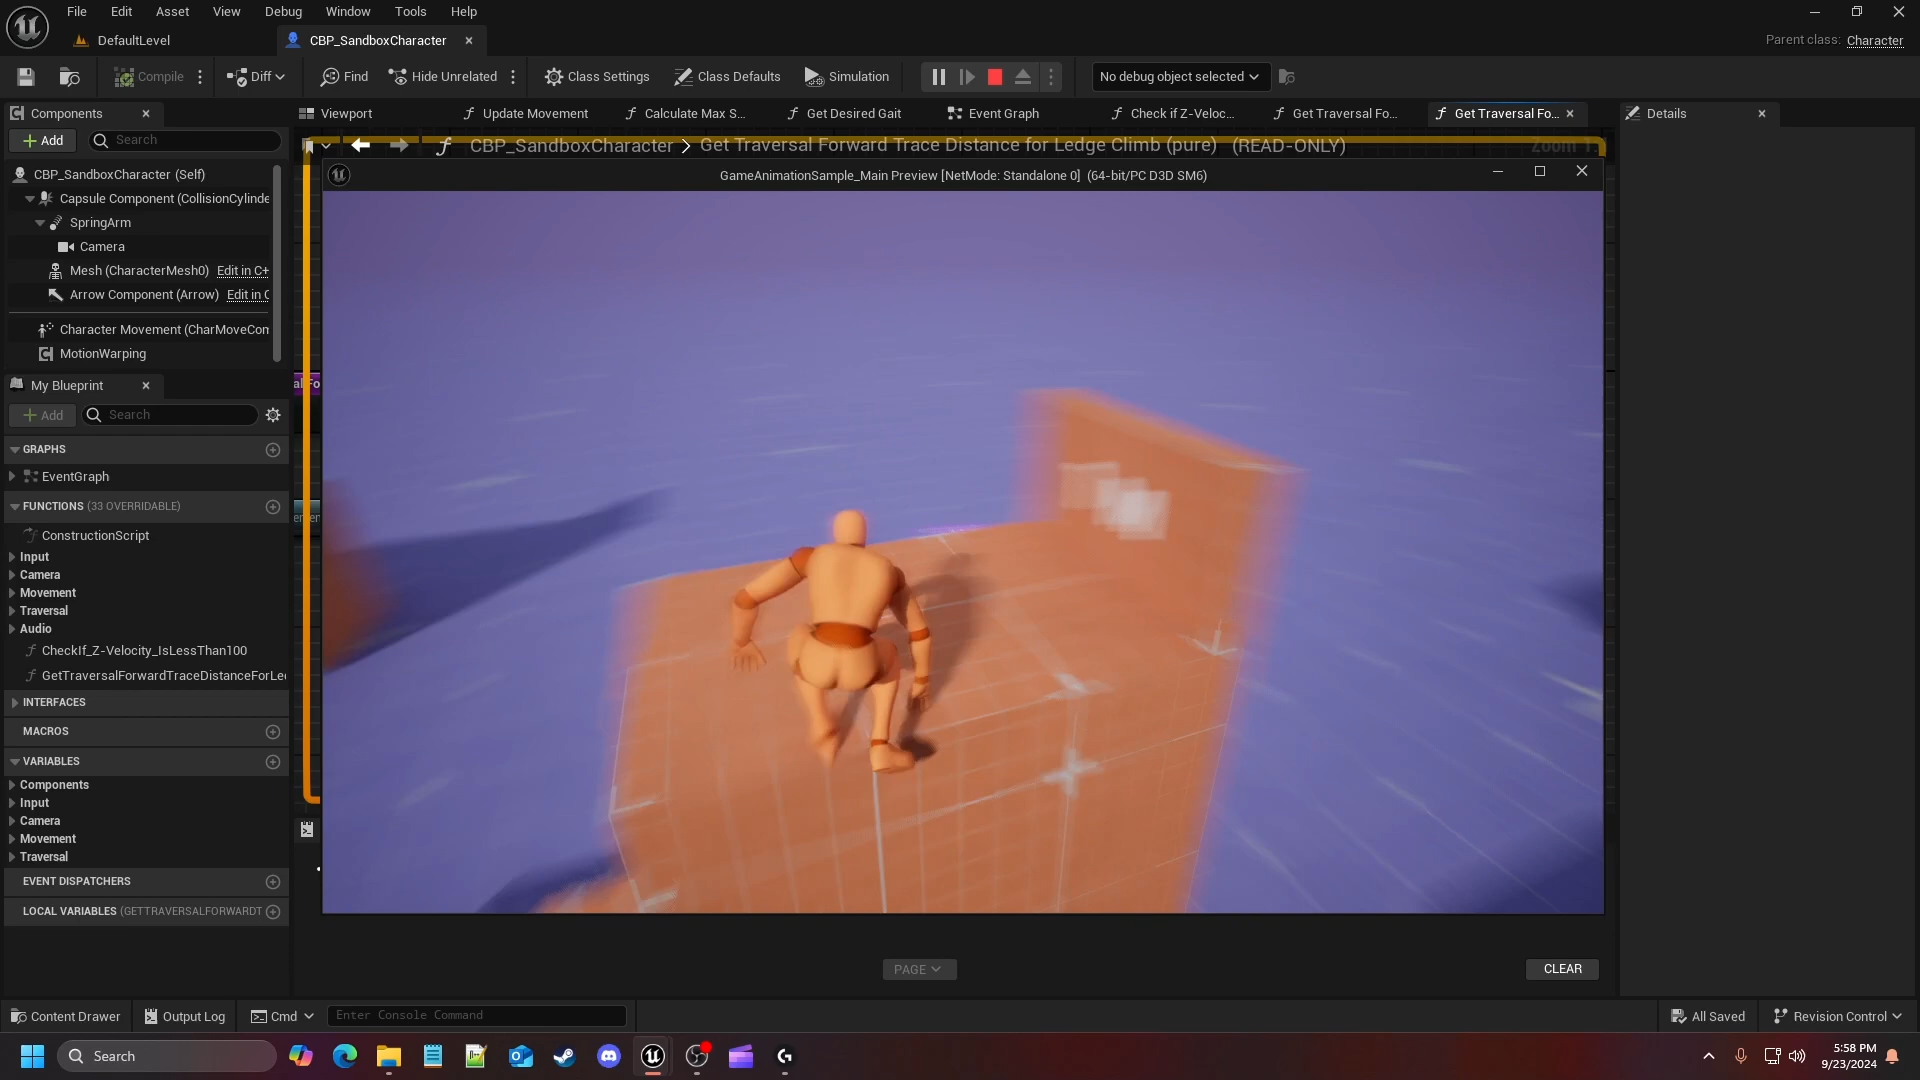 File Edit Asset View Debug Window Tools Help
DefaultLevel
CBP_SandboxCharacter
Parent class: Character
Compile
Diff
Find
Hide Unrelated
Class Settings
Class Defaults
Simulation
No debug object selected
Components
Viewport
Update Movement
Calculate Max S...
Get Desired Gait
Event Graph
Check if Z-Veloc...
Get Traversal Fo...
Get Traversal Fo...
Details
Add
Search
CBP_SandboxCharacter > Get Traversal Forward Trace Distance for Ledge Climb (pure) (READ-ONLY)
CBP_SandboxCharacter (Self)
GameAnimationSample_Main Preview [NetMode: Standalone 0] (64-bit/PC D3D SM6)
Capsule Component (CollisionCylinde
SpringArm
Camera
Mesh (CharacterMesh0) Edit in C+
Arrow Component (Arrow) Edit in C
Character Movement (CharMoveCom
MotionWarping
My Blueprint
Add
Search
GRAPHS
EventGraph
FUNCTIONS (33 OVERRIDABLE)
ConstructionScript
Input
Camera
Movement
Traversal
Audio
CheckIf_Z-Velocity_IsLessThan100
GetTraversalForwardTraceDistanceForLe
INTERFACES
MACROS
VARIABLES
Components
Input
Camera
Movement
Traversal
EVENT DISPATCHERS
LOCAL VARIABLES (GETTRAVERSALFORWARDT
PAGE
CLEAR
Content Drawer
Output Log
Cmd
Enter Console Command
All Saved
Revision Control
Search
5:58 PM
9/23/2024